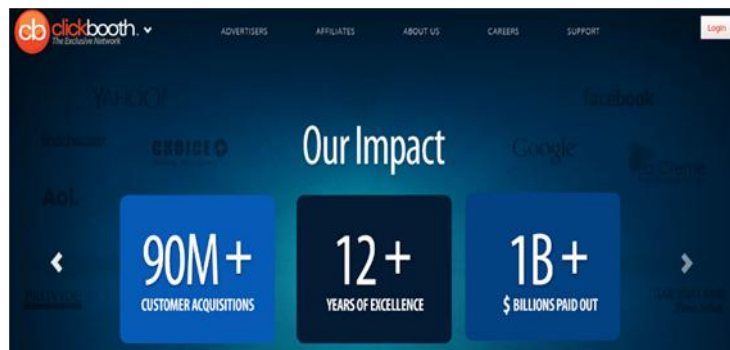 cb clickbooth.
The Exclusive Network
ADVERTISERS AFFILIATES ABOUT US CAREERS SUPPORT Login
YAHOO! facebook
CHOICE Google
Aol.
Our Impact
90M+ 12+ 1B+
CUSTOMER ACQUISITIONS YEARS OF EXCELLENCE $ BILLIONS PAID OUT